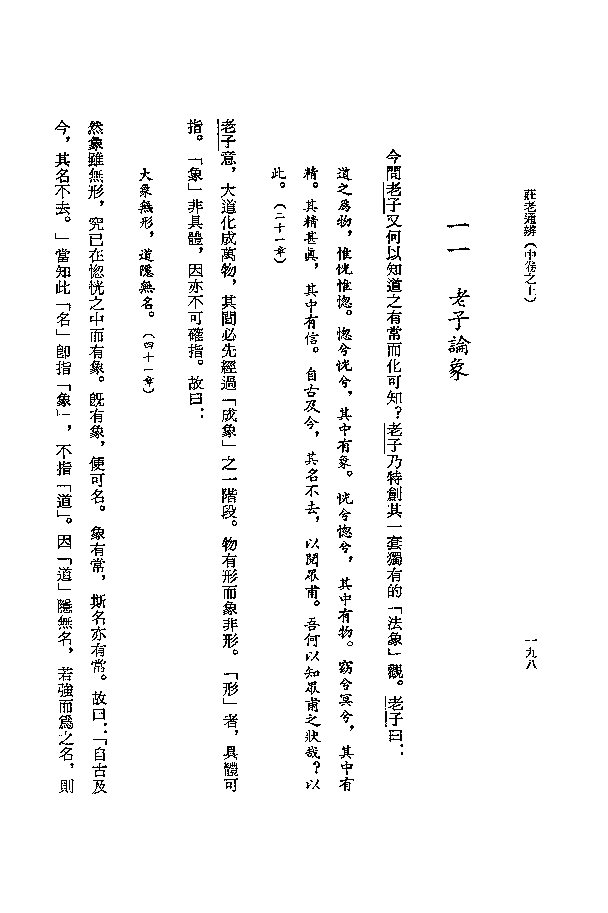 莊老通辨（中卷之上）
一九八
一一　老子論象
今問老子又何以知道之有常而化可知？老子乃特創其一套獨有的「法象」觀。老子曰：
道之爲物，惟恍惟惚。惚兮恍兮，其中有象。恍兮惚兮，其中有物。窈兮冥兮，其中有
精。其精甚眞，其中有信。自古及今，其名不去，以閱眾甫。吾何以知眾甫之狀哉？以
此。（二十一章）
老子意，大道化成萬物，其間必先經過「成象」之一階段。物有形而象非形。「形」者，具體可
指。「象」非具體，因亦不可確指。故曰：
大象無形，道隱無名。（四十一章）
然象雖無形，究已在惚恍之中而有象。既有象，便可名。象有常，斯名亦有常。故曰：「自古及
今，其名不去。」當知此「名」卽指「象」，不指「道」。因「道」隱無名，若強而爲之名，則